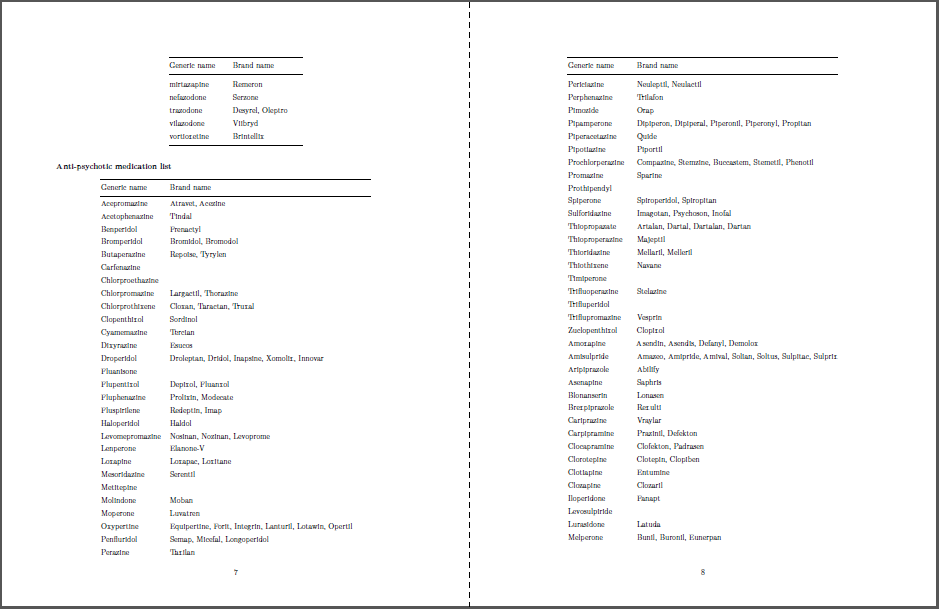 Generic name Brand name
mirtazapine Remeron
nefazodone Serzone
trazodone Desyrel, Oleptro
vilazodone Viibryd
vortioxetine Brintellix
Anti-psychotic medication list
Generic name Brand name
Acepromazine Atravet, Acezine
Acetophenazine Tindal
Benperidol Frenactyl
Bromperidol Bromidol, Bromodol
Butaperazine Repoise, Tyrylen
Carfenazine
Chlorproethazine
Chlorpromazine Largactil, Thorazine
Chlorprothixene Cloxan, Taractan, Truxal
Clopenthixol Sordinol
Cyamemazine Tercian
Dixyrazine Esucos
Droperidol Droleptan, Dridol, Inapsine, Xomolix, Innovar
Fluanisone
Flupentixol Depixol, Fluanxol
Fluphenazine Prolixin, Modecate
Fluspirilene Redeptin, Imap
Haloperidol Haldol
Levomepromazine Nosinan, Nozinan, Levoprome
Lenperone Elanone-V
Loxapine Loxapac, Loxitane
Mesoridazine Serentil
Metitepine
Molindone Moban
Moperone Luvatren
Oxypertine Equipertine, Forit, Integrin, Lanturil, Lotawin, Opertil
Penfluridol Semap, Micefal, Longoperidol
Perazine Taxilan
7
Generic name Brand name
Periciazine Neuleptil, Neulactil
Perphenazine Trilafon
Pimozide Orap
Pipamperone Dipiperon, Dipiperal, Piperonil, Piperonyl, Propitan
Piperacetazine Quide
Pipotiazine Piportil
Prochlorperazine Compazine, Stemzine, Buccastem, Stemetil, Phenotil
Promazine Sparine
Prothipendyl
Spiperone Spiroperidol, Spiropitan
Sulforidazine Imagotan, Psychoson, Inofal
Thiopropazate Artalan, Dartal, Dartalan, Dartan
Thioproperazine Majeptil
Thioridazine Mellaril, Melleril
Thiothixene Navane
Timiperone
Trifluoperazine Stelazine
Trifluperidol
Triflupromazine Vesprin
Zuclopenthixol Clopixol
Amoxapine Asendin, Asendis, Defanyl, Demolox
Amisulpride Amazeo, Amipride, Amival, Solian, Soltus, Sulpitac, Sulprix
Aripiprazole Abilify
Asenapine Saphris
Blonanserin Lonasen
Brexpiprazole Rexulti
Cariprazine Vraylar
Carpipramine Prazinil, Defekton
Clocapramine Clofekton, Padrasen
Clorotepine Clotepin, Clopiben
Clotiapine Entumine
Clozapine Clozaril
Iloperidone Fanapt
Levosulpiride
Lurasidone Latuda
Melperone Bunil, Buronil, Eunerpan
8